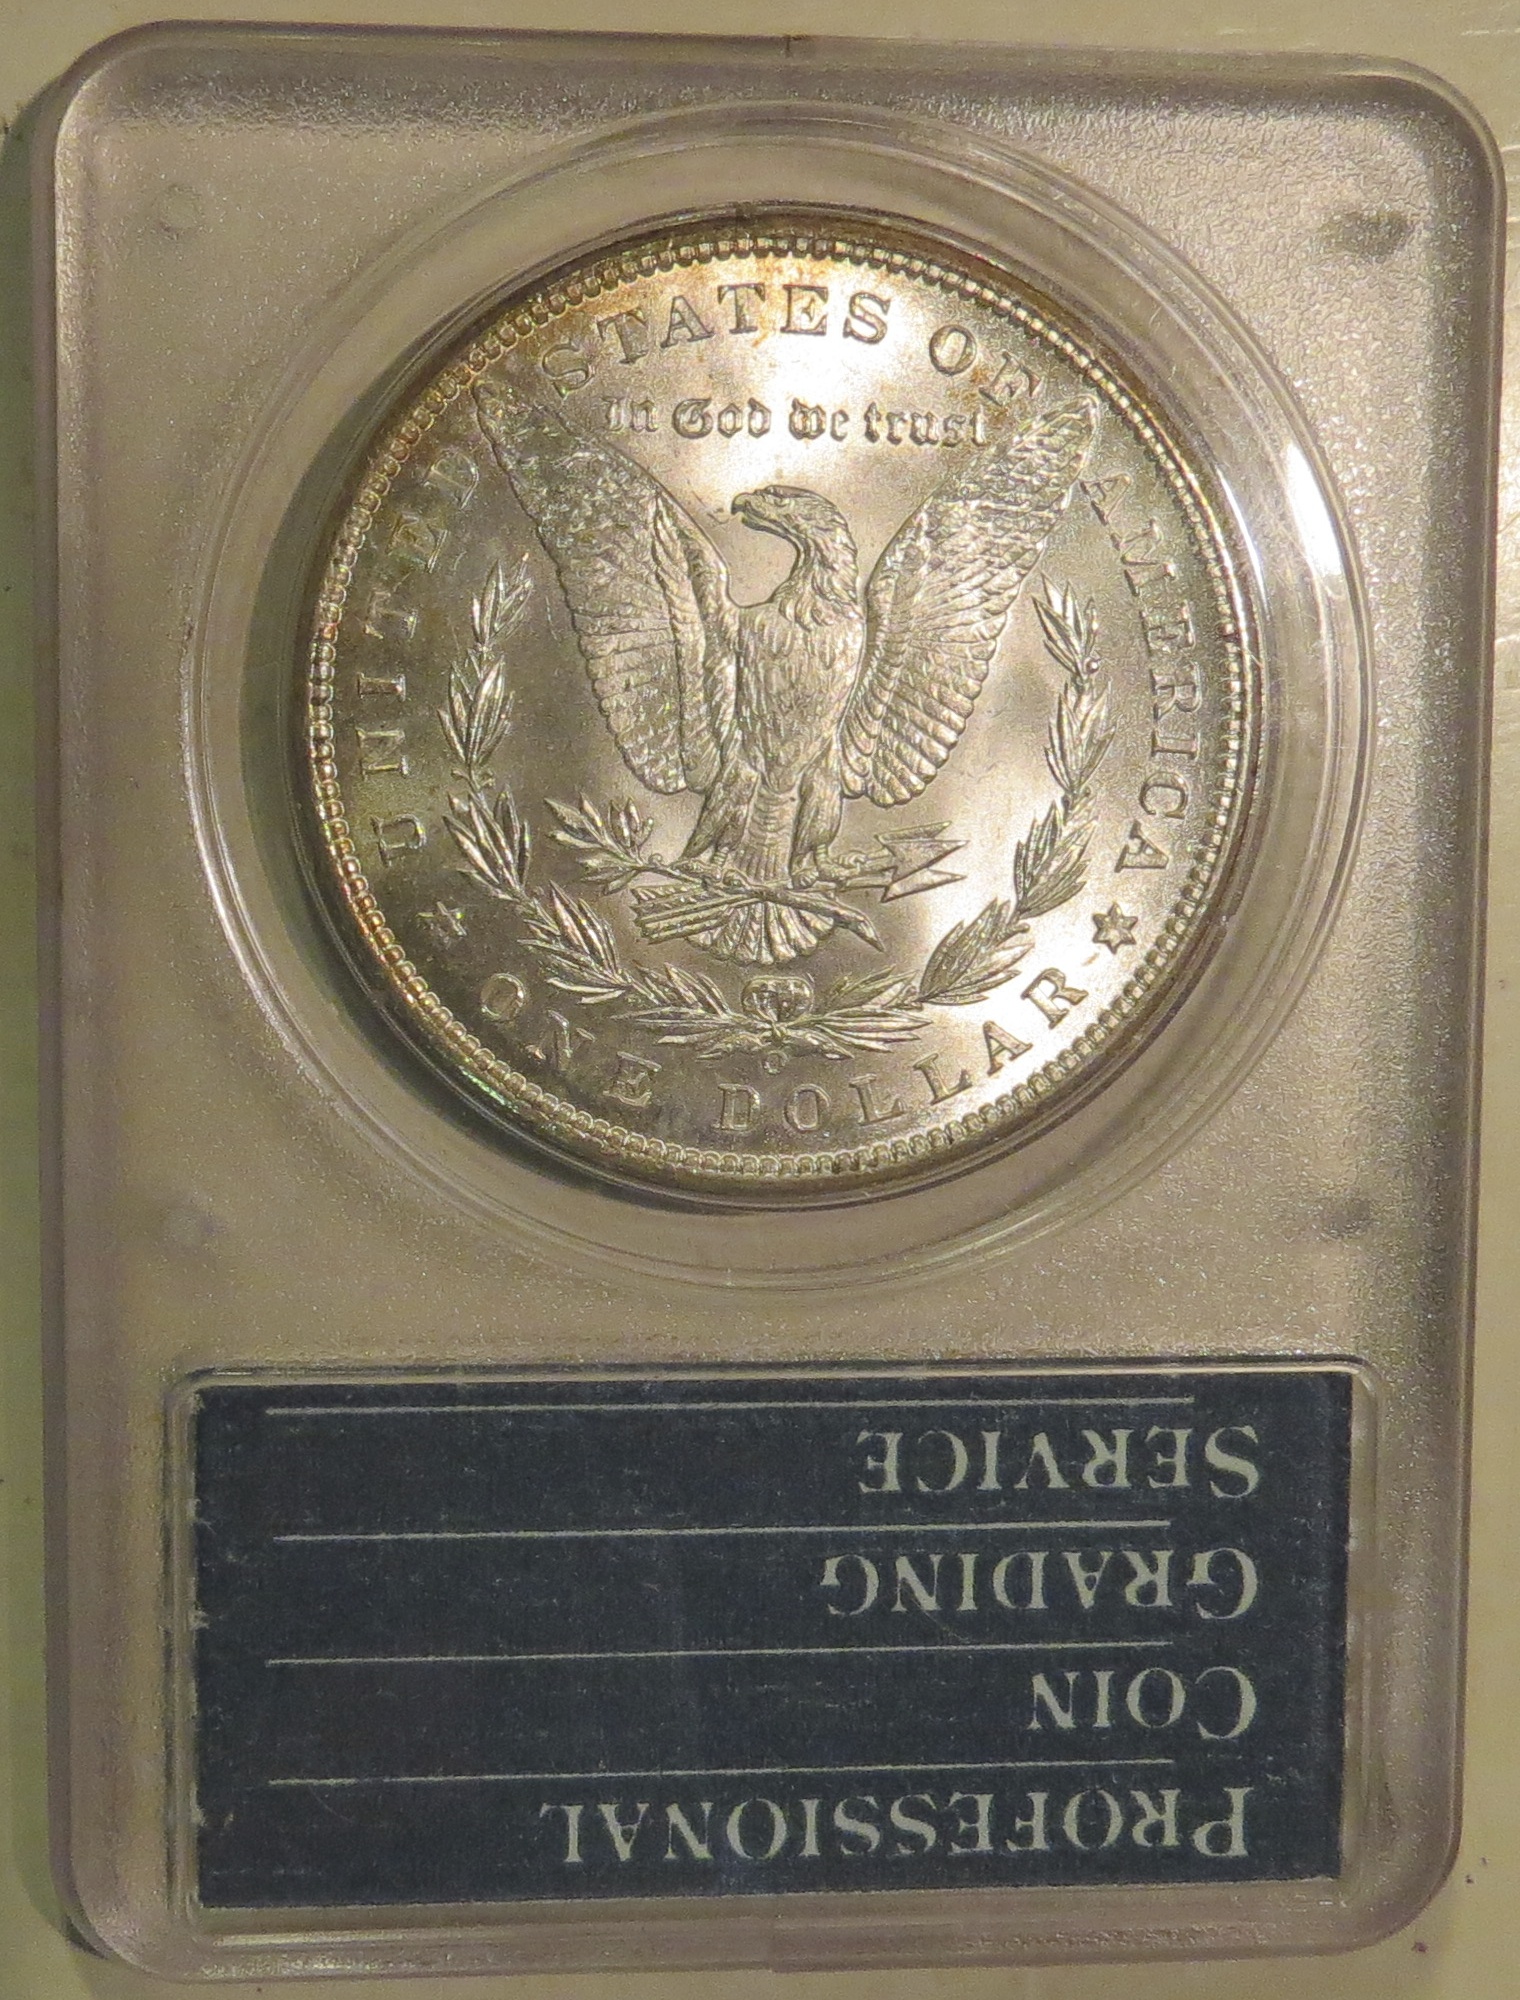 UNITED STATES OF AMERICA
In God we trust
O
ONE DOLLAR
PROFESSIONAL
COIN
GRADING
SERVICE